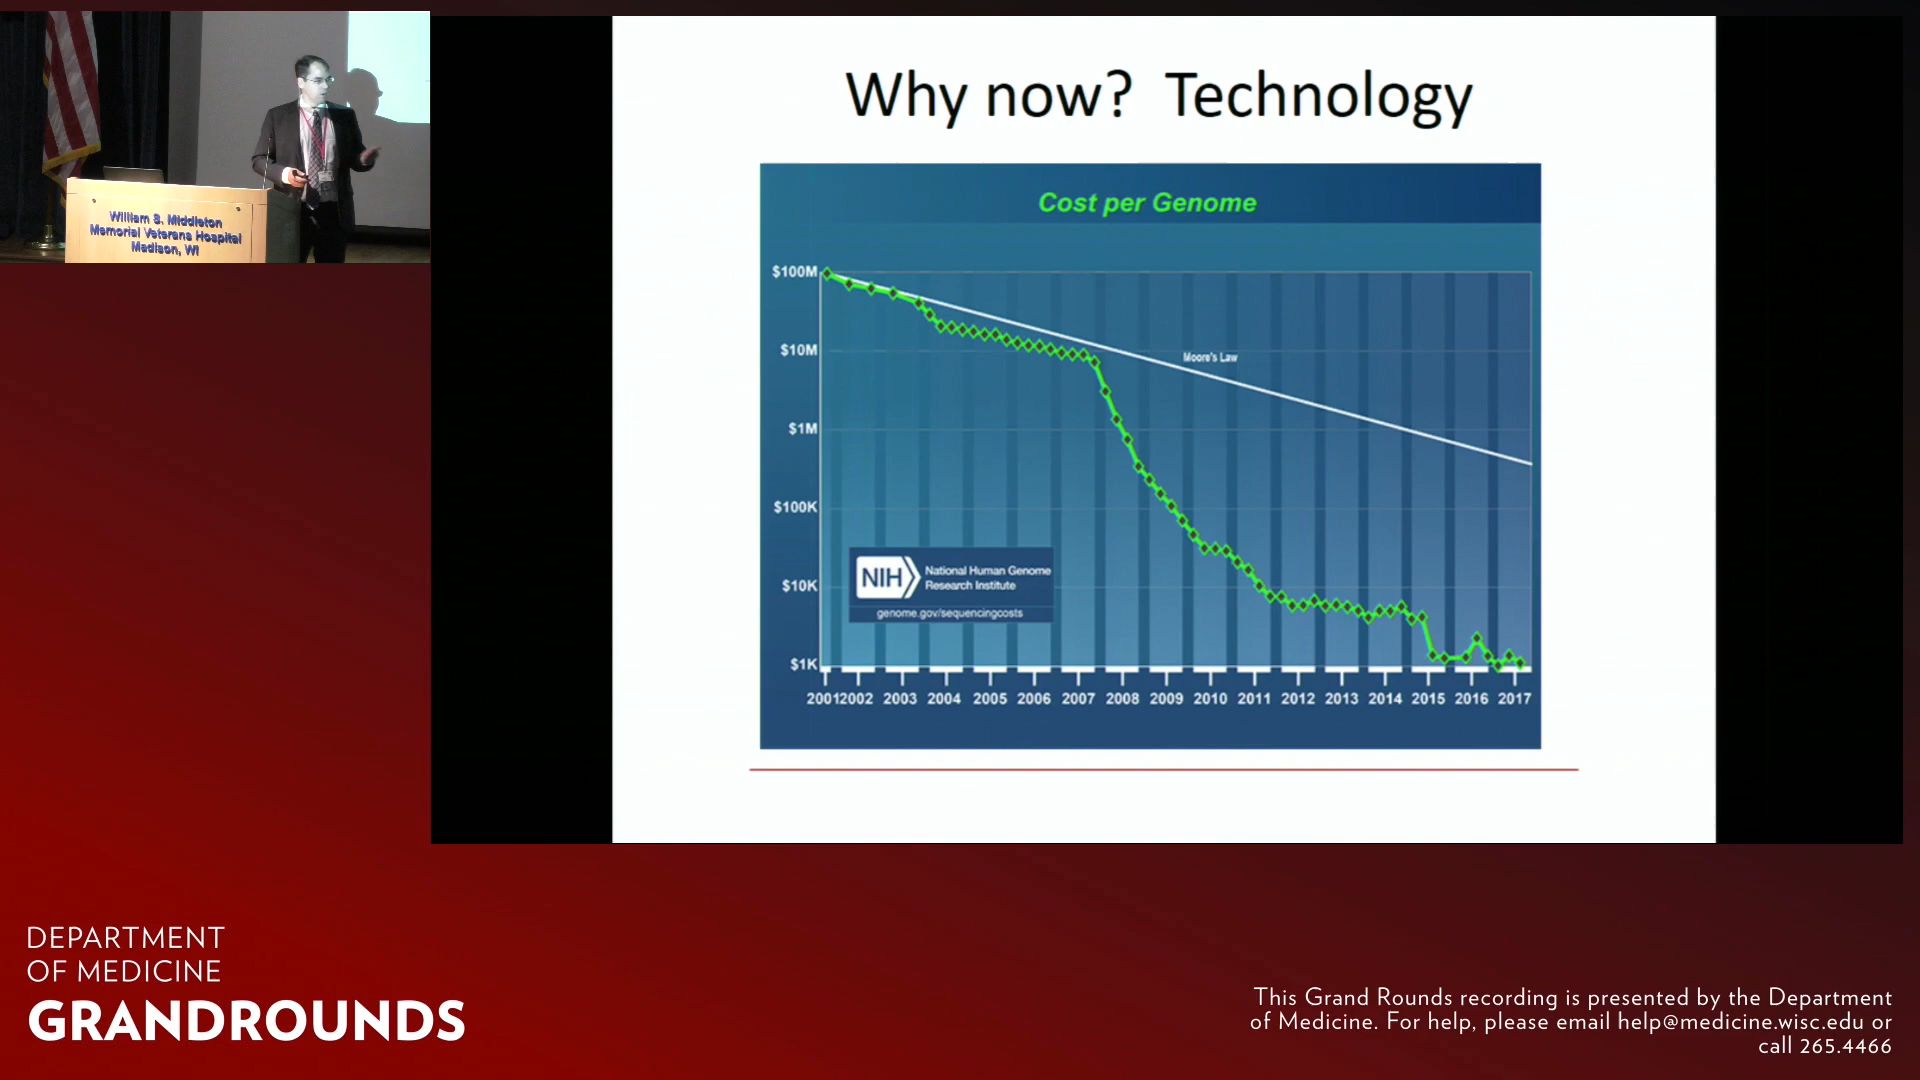 William S. Middleton
Memorial Veterans Hospital
Madison, WI
Why now?  Technology
Cost per Genome
$100M
$10M
$1M
$100K
$10K
$1K
Moore's Law
NIH
National Human Genome
Research Institute
genome.gov/sequencingcosts
2001 2002 2003 2004 2005 2006 2007 2008 2009 2010 2011 2012 2013 2014 2015 2016 2017
DEPARTMENT
OF MEDICINE
GRANDROUNDS
This Grand Rounds recording is presented by the Department
of Medicine. For help, please email help@medicine.wisc.edu or
call 265.4466